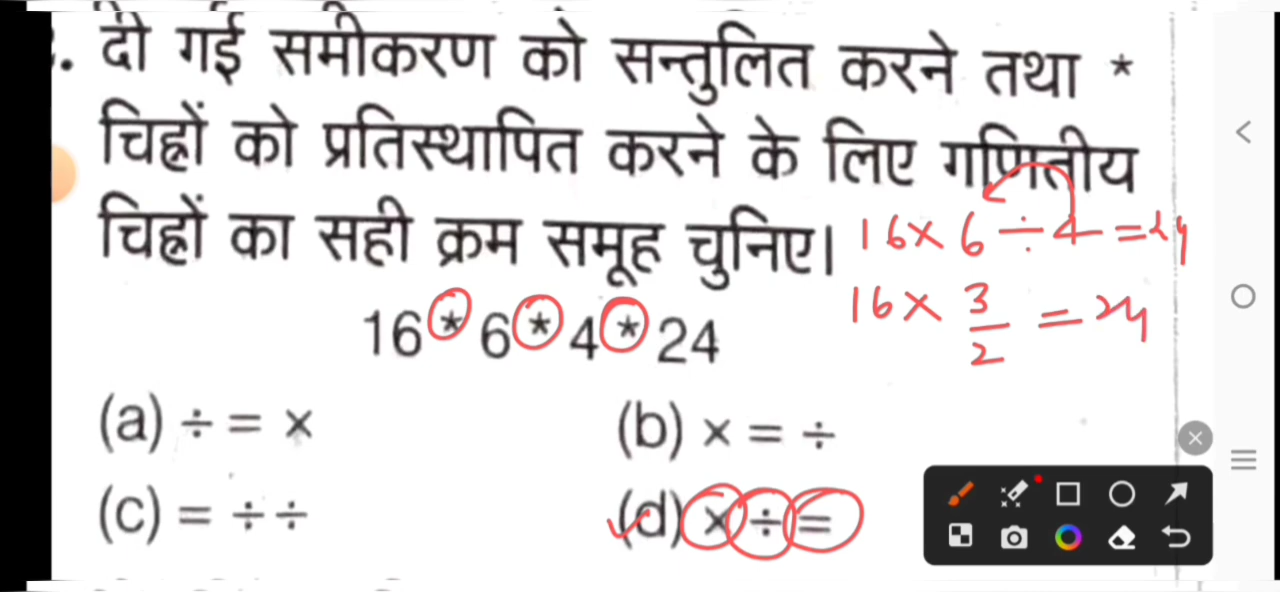 . दी गई समीकरण को सन्तुलित करने तथा *
चिह्नों को प्रतिस्थापित करने के लिए गणितीय
चिह्नों का सही क्रम समूह चुनिए।
16 × 6 ÷ 4 = 24
16 × 3/2 = 24
16 * 6 * 4 * 24
(a) ÷ = ×
(b) × = ÷
(c) = ÷ ÷
(d) × ÷ =